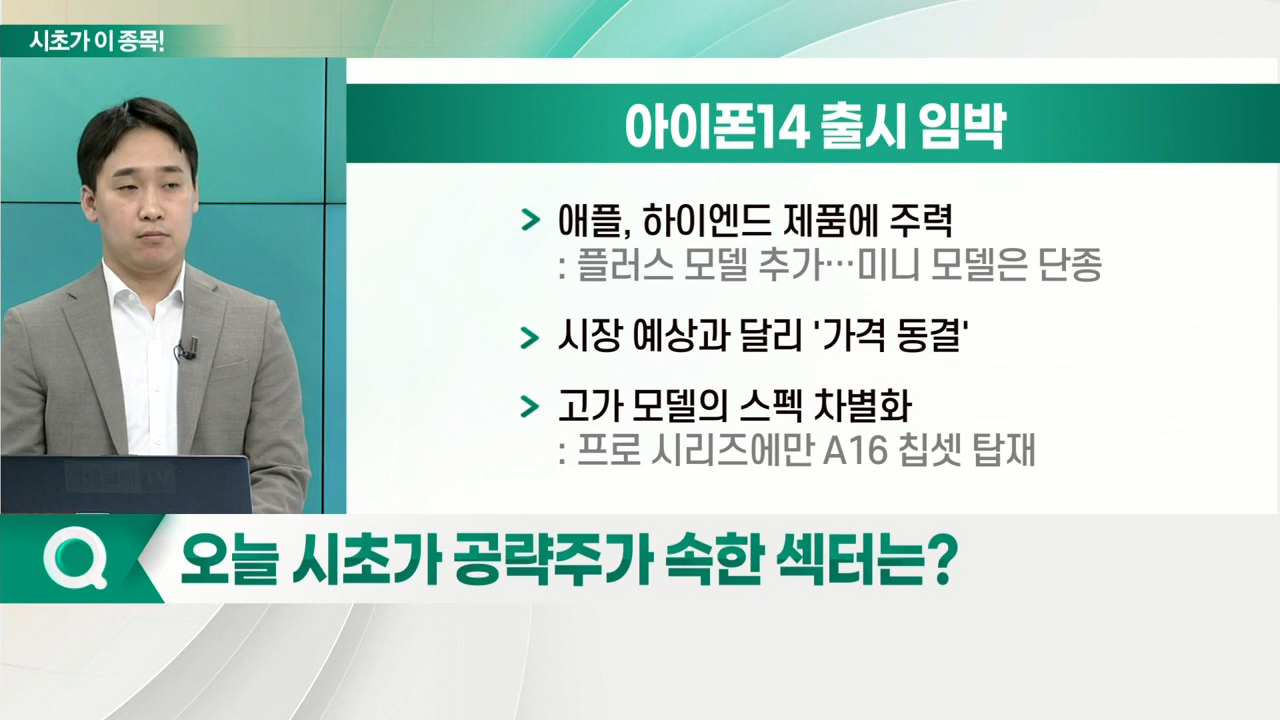 시초가 이 종목!
아이폰14 출시 임박
> 애플, 하이엔드 제품에 주력
: 플러스 모델 추가…미니 모델은 단종
> 시장 예상과 달리 '가격 동결'
> 고가 모델의 스펙 차별화
: 프로 시리즈에만 A16 칩셋 탑재
Q 오늘 시초가 공략주가 속한 섹터는?